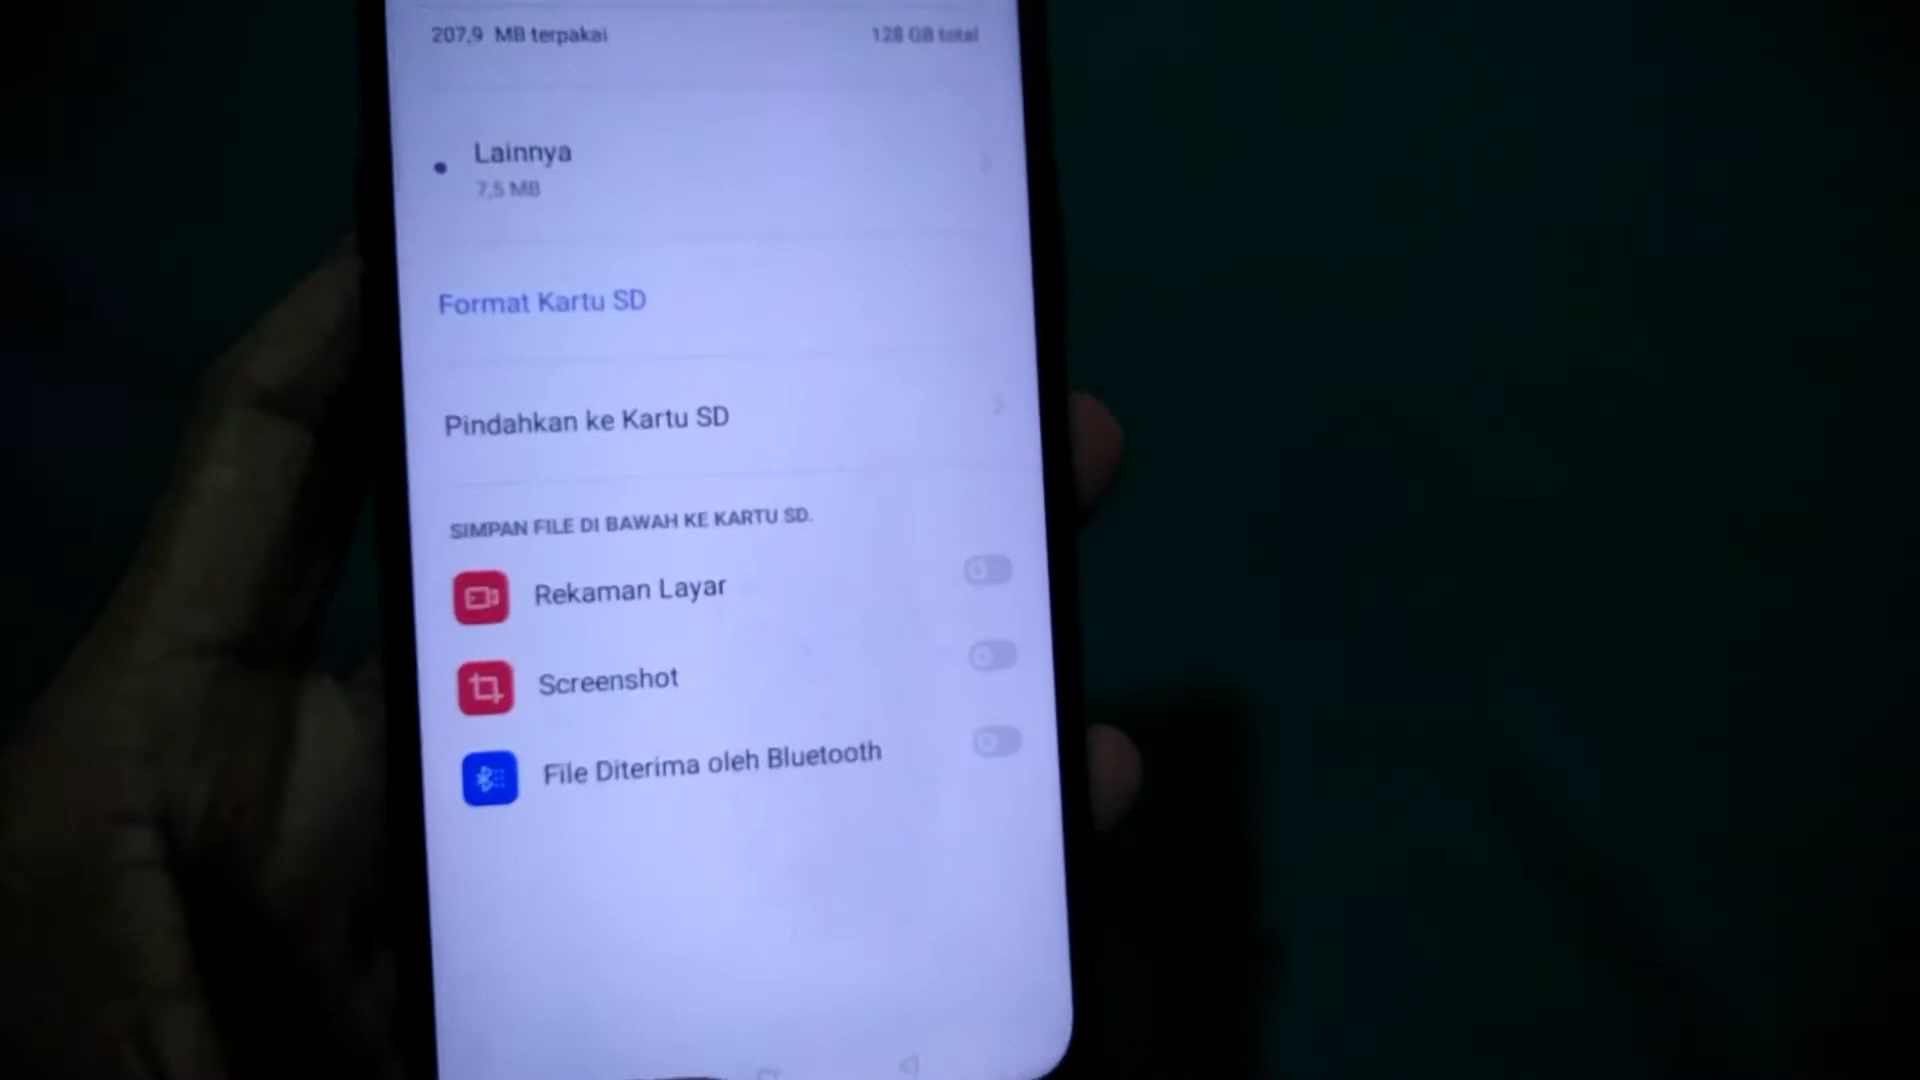 207,9 MB terpakai
128 GB total
Lainnya
7,5 MB
Format Kartu SD
Pindahkan ke Kartu SD
SIMPAN FILE DI BAWAH KE KARTU SD.
Rekaman Layar
Screenshot
File Diterima oleh Bluetooth